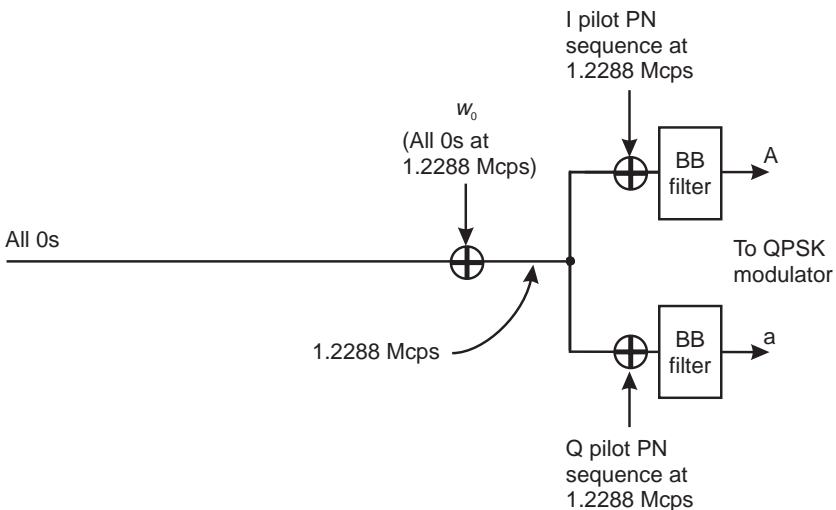 I pilot PN
sequence at
1.2288 Mcps
w₀
(All 0s at
1.2288 Mcps)
BB
filter
A
All 0s
To QPSK
modulator
1.2288 Mcps
BB
filter
a
Q pilot PN
sequence at
1.2288 Mcps